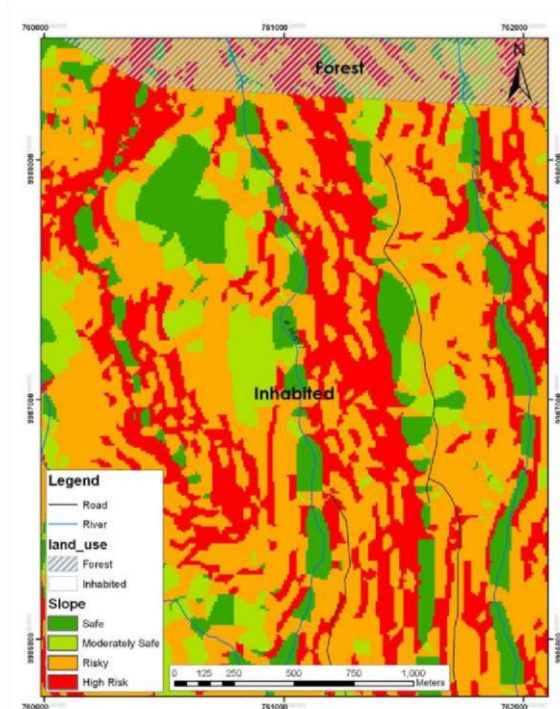 760000
761000
762000
N
Forest
Inhabited
Legend
Road
River
land_use
Forest
Inhabited
Slope
Safe
Moderately Safe
Risky
High Risk
0 125 250 500 750 1,000
Meters
760000
761000
762000